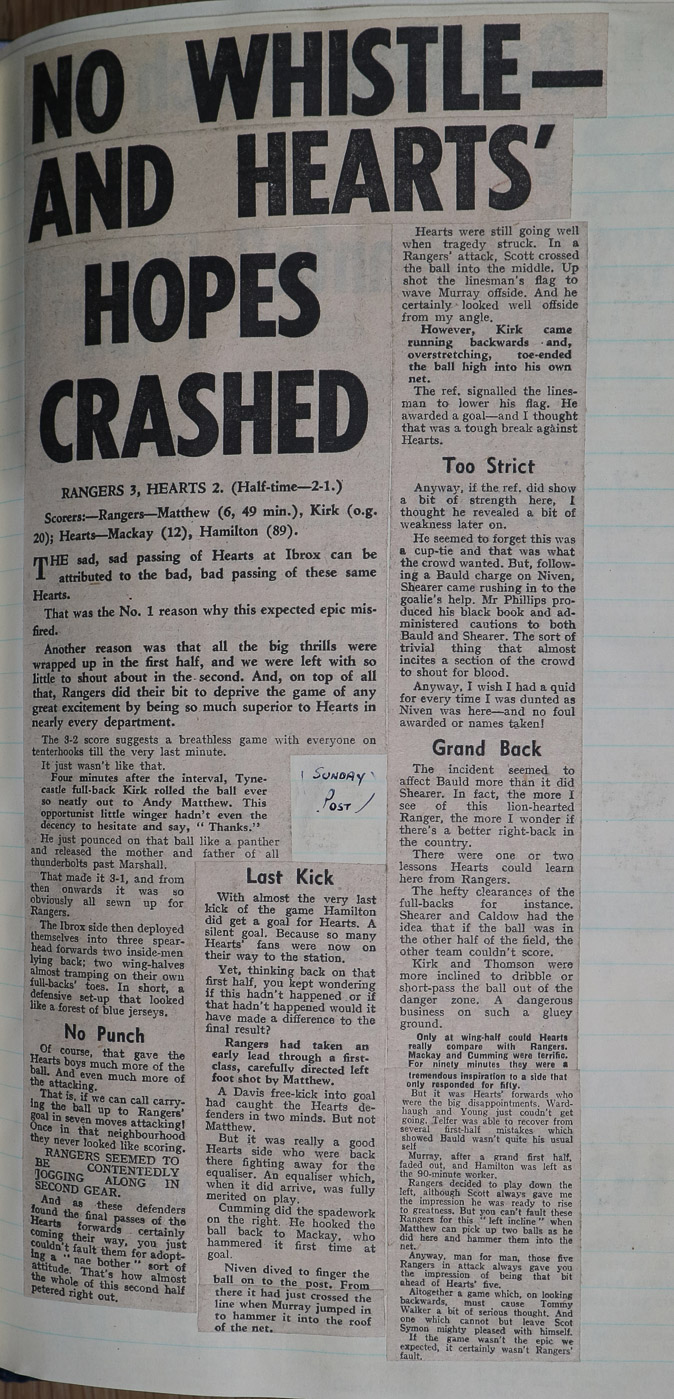 NO WHISTLE—
AND HEARTS'
HOPES
CRASHED
RANGERS 3, HEARTS 2. (Half-time—2-1.)
Scorers:—Rangers—Matthew (6, 49 min.), Kirk (o.g.
20); Hearts—Mackay (12), Hamilton (89).
THE sad, sad passing of Hearts at Ibrox can be
attributed to the bad, bad passing of these same
Hearts.
That was the No. 1 reason why this expected epic mis-
fired.
Another reason was that all the big thrills were
wrapped up in the first half, and we were left with so
little to shout about in the second. And, on top of all
that, Rangers did their bit to deprive the game of any
great excitement by being so much superior to Hearts in
nearly every department.
The 3-2 score suggests a breathless game with everyone on
tenterhooks till the very last minute.
It just wasn't like that.
Four minutes after the interval, Tyne-
castle full-back Kirk rolled the ball ever
so neatly out to Andy Matthew. This
opportunist little winger hadn't even the
decency to hesitate and say, "Thanks."
He just pounced on that ball like a panther
and released the mother and father of all
thunderbolts past Marshall.
SUNDAY
POST
That made it 3-1, and from
then onwards it was so
obviously all sewn up for
Rangers.
The Ibrox side then deployed
themselves into three spear-
head forwards two inside-men
lying back; two wing-halves
almost tramping on their own
full-backs' toes. In short, a
defensive set-up that looked
like a forest of blue jerseys.
No Punch
Of course, that gave the
Hearts boys much more of the
ball. And even much more of
the attacking.
That is, if we can call carry-
ing the ball up to Rangers'
goal in seven moves attacking!
Once in that neighbourhood
they never looked like scoring.
RANGERS SEEMED TO
BE CONTENTEDLY
JOGGING ALONG IN
SECOND GEAR.
And as these defenders
found the final passes of the
Hearts forwards certainly
coming their way, you just
couldn't fault them for adopt-
ing a "nae bother" sort of
attitude. That's how almost
the whole of this second half
petered right out.
Last Kick
With almost the very last
kick of the game Hamilton
did get a goal for Hearts. A
silent goal. Because so many
Hearts' fans were now on
their way to the station.
Yet, thinking back on that
first half, you kept wondering
if this hadn't happened or if
that hadn't happened would it
have made a difference to the
final result?
Rangers had taken an
early lead through a first-
class, carefully directed left
foot shot by Matthew.
A Davis free-kick into goal
had caught the Hearts de-
fenders in two minds. But not
Matthew.
But it was really a good
Hearts side who were back
there fighting away for the
equaliser. An equaliser which,
when it did arrive, was fully
merited on play.
Cumming did the spadework
on the right. He hooked the
ball back to Mackay, who
hammered it first time at
goal.
Niven dived to finger the
ball on to the post. From
there it had just crossed the
line when Murray jumped in
to hammer it into the roof
of the net.
Hearts were still going well
when tragedy struck. In a
Rangers' attack, Scott crossed
the ball into the middle. Up
shot the linesman's flag to
wave Murray offside. And he
certainly looked well offside
from my angle.
However, Kirk came
running backwards and,
overstretching, toe-ended
the ball high into his own
net.
The ref. signalled the lines-
man to lower his flag. He
awarded a goal—and I thought
that was a tough break against
Hearts.
Too Strict
Anyway, if the ref. did show
a bit of strength here, I
thought he revealed a bit of
weakness later on.
He seemed to forget this was
a cup-tie and that was what
the crowd wanted. But, follow-
ing a Bauld charge on Niven,
Shearer came rushing in to the
goalie's help. Mr Phillips pro-
duced his black book and ad-
ministered cautions to both
Bauld and Shearer. The sort of
trivial thing that almost
incites a section of the crowd
to shout for blood.
Anyway, I wish I had a quid
for every time I was dunted as
Niven was here—and no foul
awarded or names taken!
Grand Back
The incident seemed to
affect Bauld more than it did
Shearer. In fact, the more I
see of this lion-hearted
Ranger, the more I wonder if
there's a better right-back in
the country.
There were one or two
lessons Hearts could learn
here from Rangers.
The hefty clearances of the
full-backs for instance.
Shearer and Caldow had the
idea that if the ball was in
the other half of the field, the
other team couldn't score.
Kirk and Thomson were
more inclined to dribble or
short-pass the ball out of the
danger zone. A dangerous
business on such a gluey
ground.
Only at wing-half could Hearts
really compare with Rangers.
Mackay and Cumming were terrific.
For ninety minutes they were a
tremendous inspiration to a side that
only responded for fifty.
But it was Hearts' forwards who
were the big disappointments. Ward-
haugh and Young just coudn't get
going, Telfer was able to recover from
several first-half mistakes which
showed Bauld wasn't quite his usual
self
Murray, after a grand first half,
faded out, and Hamilton was left as
the 90-minute worker.
Rangers decided to play down the
left, although Scott always gave me
the impression he was ready to rise
to greatness. But you can't fault these
Rangers for this "left incline" when
Matthew can pick up two balls as he
did here and hammer them into the
net.
Anyway, man for man, those five
Rangers in attack always gave you
the impression of being that bit
ahead of Hearts' five.
Altogether a game which, on looking
backwards, must cause Tommy
Walker a bit of serious thought. And
one which cannot but leave Scot
Symon mighty pleased with himself.
If the game wasn't the epic we
expected, it certainly wasn't Rangers'
fault.